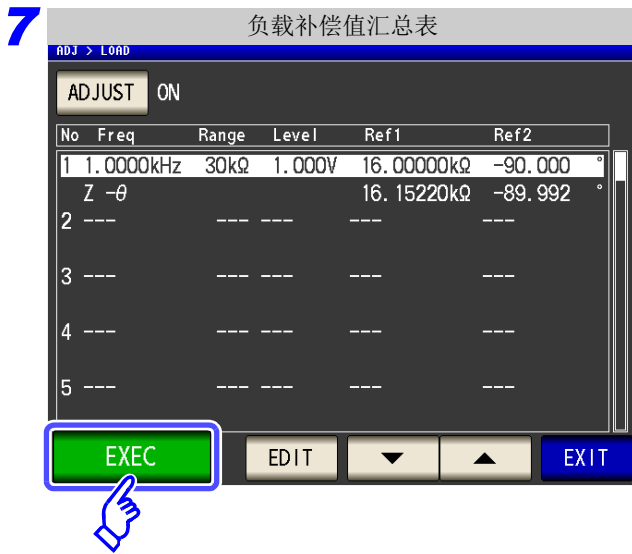 7
负载补偿值汇总表
ADJ > LOAD
ADJUST ON
No Freq Range Level Ref1 Ref2
1 1.0000kHz 30kΩ 1.000V 16.00000kΩ -90.000 °
Z -θ 16.15220kΩ -89.992 °
2 --- --- --- --- ---
3 --- --- --- --- ---
4 --- --- --- --- ---
5 --- --- --- --- ---
EXEC EDIT ▼ ▲ EXIT